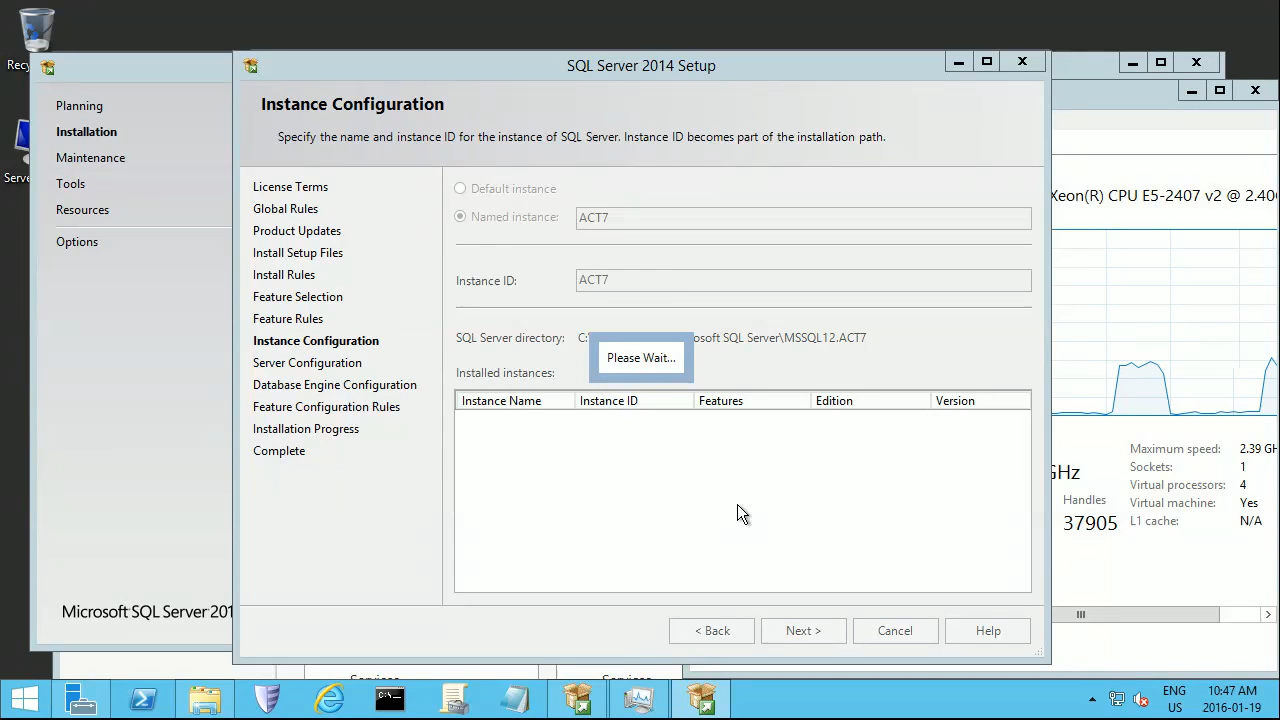 Recy
Serve
Planning
Installation
Maintenance
Tools
Resources
Options
Microsoft SQL Server 201
SQL Server 2014 Setup
Instance Configuration
Specify the name and instance ID for the instance of SQL Server. Instance ID becomes part of the installation path.
License Terms
Global Rules
Product Updates
Install Setup Files
Install Rules
Feature Selection
Feature Rules
Instance Configuration
Server Configuration
Database Engine Configuration
Feature Configuration Rules
Installation Progress
Complete
Default instance
Named instance: ACT7
Instance ID: ACT7
SQL Server directory: C:\ osoft SQL Server\MSSQL12.ACT7
Please Wait...
Installed instances:
Instance Name Instance ID Features Edition Version
< Back Next > Cancel Help
Xeon(R) CPU E5-2407 v2 @ 2.40G
GHz
Handles
37905
Maximum speed: 2.39 GH
Sockets: 1
Virtual processors: 4
Virtual machine: Yes
L1 cache: N/A
Services Services
ENG
US
10:47 AM
2016-01-19